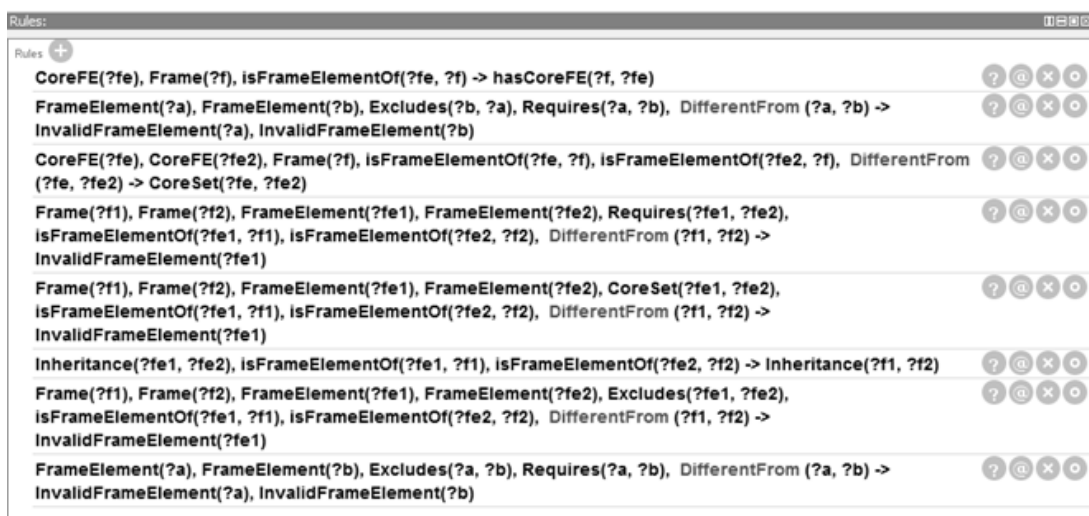 Rules:
Rules
CoreFE(?fe), Frame(?f), isFrameElementOf(?fe, ?f) -> hasCoreFE(?f, ?fe)
FrameElement(?a), FrameElement(?b), Excludes(?b, ?a), Requires(?a, ?b), DifferentFrom (?a, ?b) ->
InvalidFrameElement(?a), InvalidFrameElement(?b)
CoreFE(?fe), CoreFE(?fe2), Frame(?f), isFrameElementOf(?fe, ?f), isFrameElementOf(?fe2, ?f), DifferentFrom
(?fe, ?fe2) -> CoreSet(?fe, ?fe2)
Frame(?f1), Frame(?f2), FrameElement(?fe1), FrameElement(?fe2), Requires(?fe1, ?fe2),
isFrameElementOf(?fe1, ?f1), isFrameElementOf(?fe2, ?f2), DifferentFrom (?f1, ?f2) ->
InvalidFrameElement(?fe1)
Frame(?f1), Frame(?f2), FrameElement(?fe1), FrameElement(?fe2), CoreSet(?fe1, ?fe2),
isFrameElementOf(?fe1, ?f1), isFrameElementOf(?fe2, ?f2), DifferentFrom (?f1, ?f2) ->
InvalidFrameElement(?fe1)
Inheritance(?fe1, ?fe2), isFrameElementOf(?fe1, ?f1), isFrameElementOf(?fe2, ?f2) -> Inheritance(?f1, ?f2)
Frame(?f1), Frame(?f2), FrameElement(?fe1), FrameElement(?fe2), Excludes(?fe1, ?fe2),
isFrameElementOf(?fe1, ?f1), isFrameElementOf(?fe2, ?f2), DifferentFrom (?f1, ?f2) ->
InvalidFrameElement(?fe1)
FrameElement(?a), FrameElement(?b), Excludes(?a, ?b), Requires(?a, ?b), DifferentFrom (?a, ?b) ->
InvalidFrameElement(?a), InvalidFrameElement(?b)